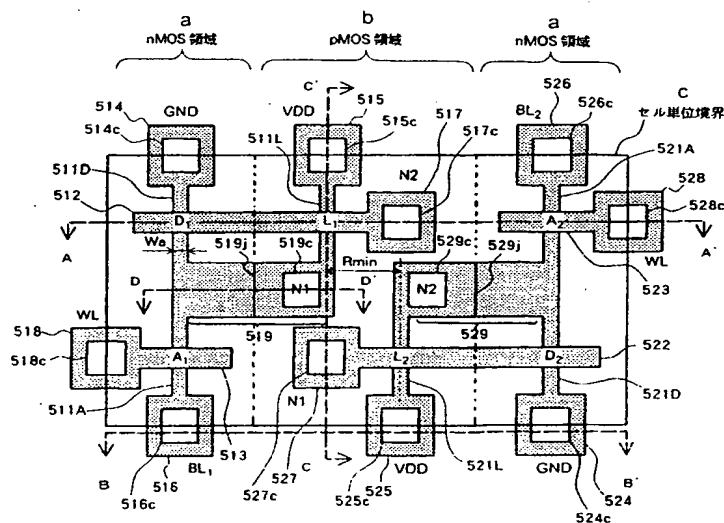 a
b
a
nMOS 領域
pMOS 領域
nMOS 領域
C'
514
GND
VDD
515
BL2
526
C
514c
511L
515c
517
526c
セル単位境界
511D
517c
521A
N2
528
512
528c
D1
L1
A2
A
Wa
519j
519c
529c
529j
WL
A'
Rmin
523
D
N1
D'
N2
WL
518
519
529
518c
A1
L2
D2
522
N1
511A
521D
513
B
516
BL1
C
VDD
521L
GND
B'
516c
527c
527
525c
525
524c
524